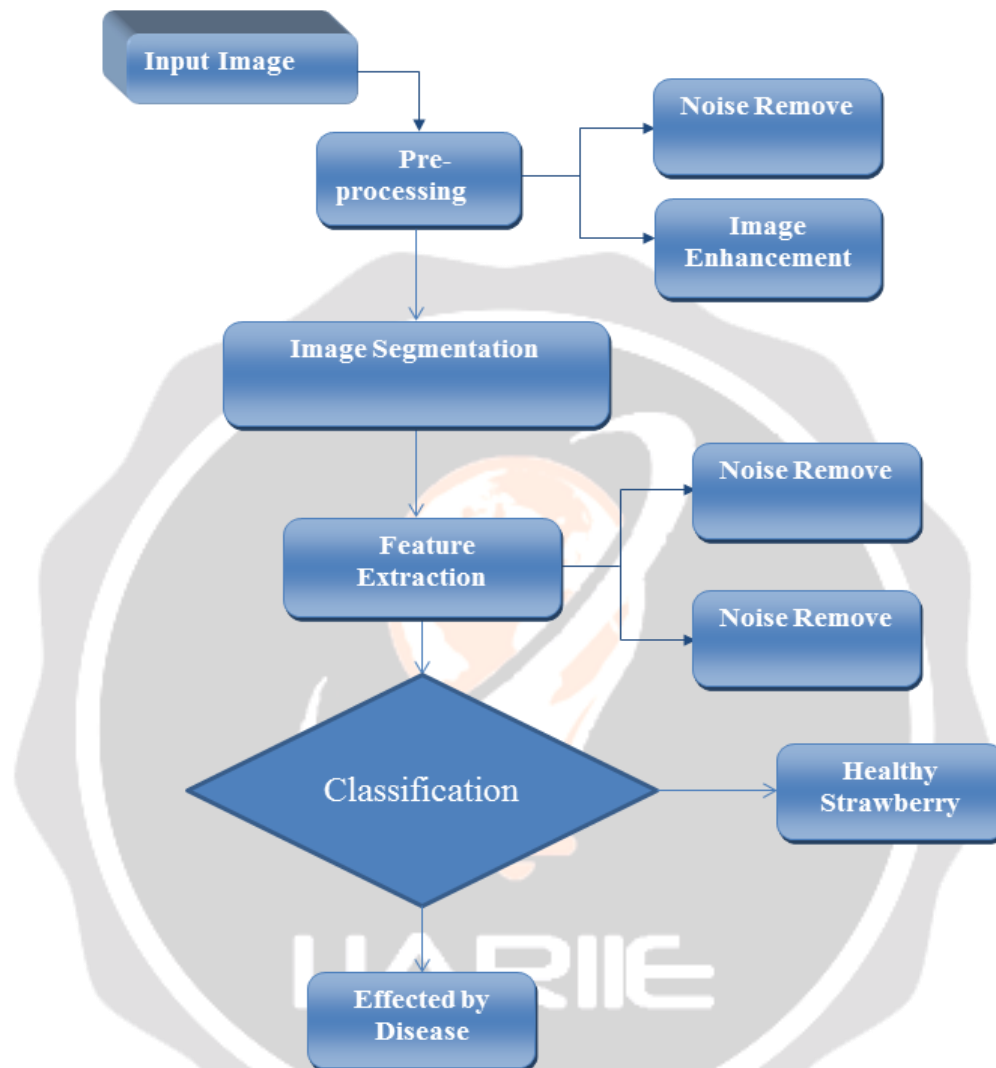 Input Image
Noise Remove
Pre-
processing
Image
Enhancement
Image Segmentation
Noise Remove
Feature
Extraction
Noise Remove
Classification
Healthy
Strawberry
IJARIIE
Effected by
Disease